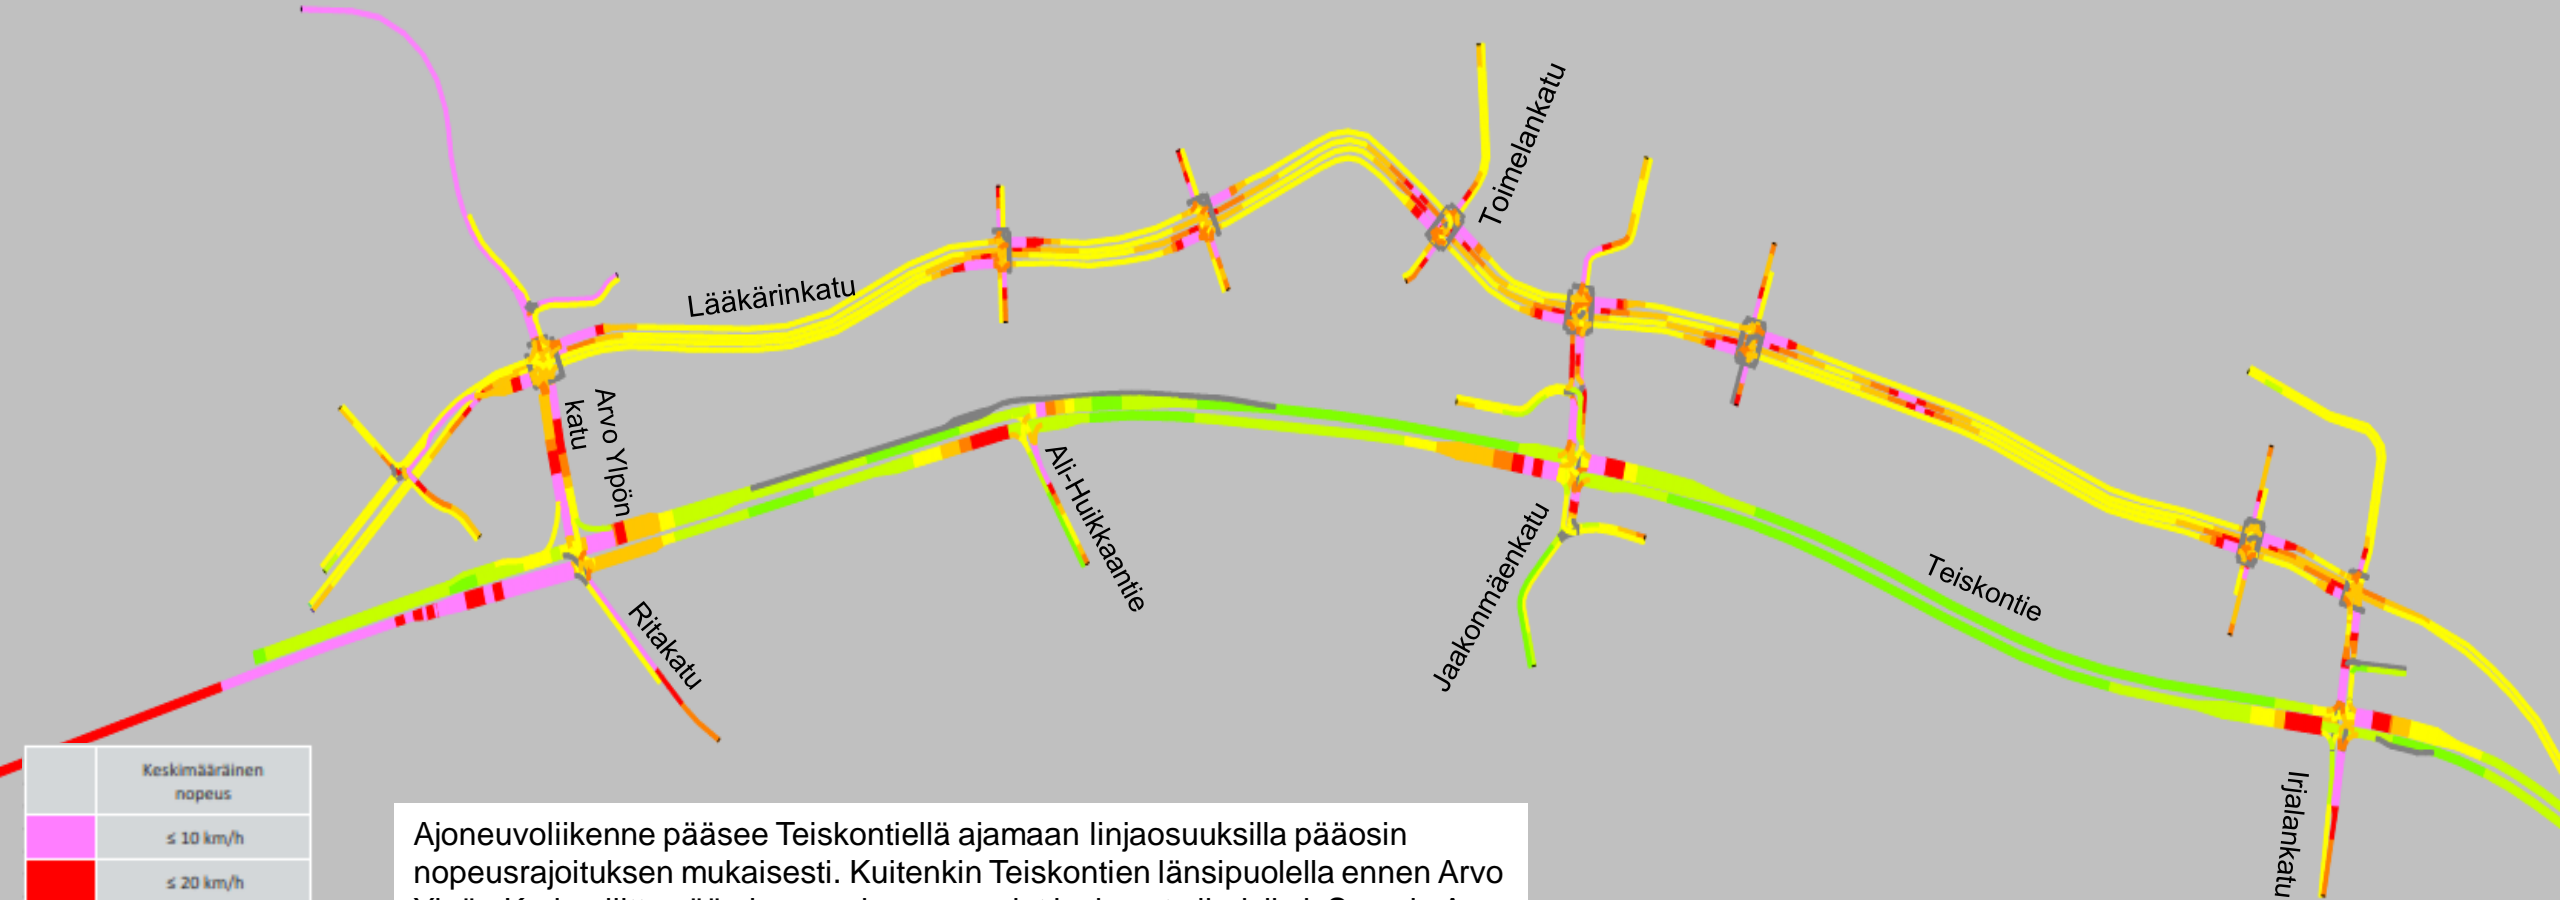 Toimelankatu
Lääkärinkatu
Arvo Ylpön
katu
Ali-Huikkaantie
Ritakatu
Jaakonmäenkatu
Teiskontie
Irjalankatu
Keskimääräinen
nopeus
≤ 10 km/h
≤ 20 km/h
Ajoneuvoliikenne pääsee Teiskontiellä ajamaan linjaosuuksilla pääosin
nopeusrajoituksen mukaisesti. Kuitenkin Teiskontien länsipuolella ennen Arvo